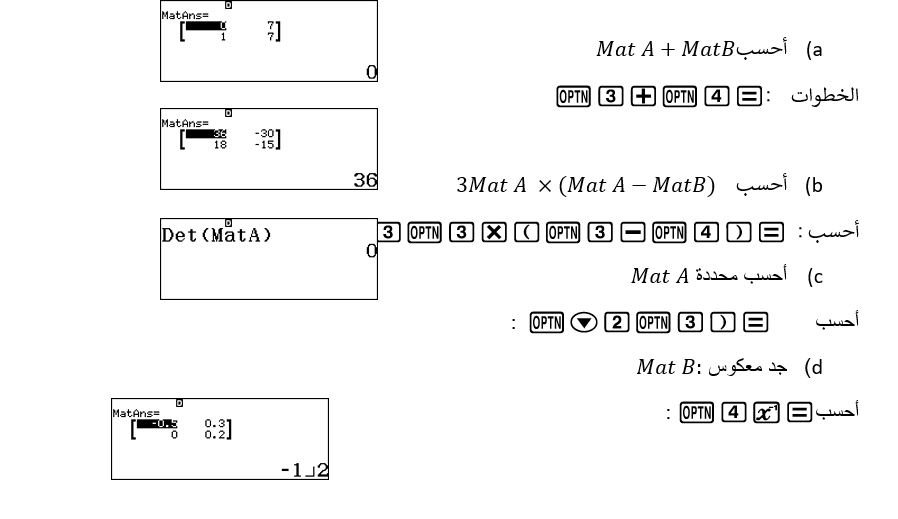 a) أحسب Mat A + MatB
الخطوات : OPTN 3 + OPTN 4 =
MatAns=
[ 0 7
1 7 ]
0
b) أحسب 3Mat A × (Mat A − MatB)
أحسب : 3 OPTN 3 × ( OPTN 3 − OPTN 4 ) =
MatAns=
[ 36 -30
18 -15 ]
36
c) أحسب محددة Mat A
أحسب : OPTN ▼ 2 OPTN 3 ) =
Det(MatA)
0
d) جد معكوس Mat B:
أحسب : OPTN 4 x⁻¹ =
MatAns=
[ -0.5 0.3
0 0.2 ]
-1⌟2